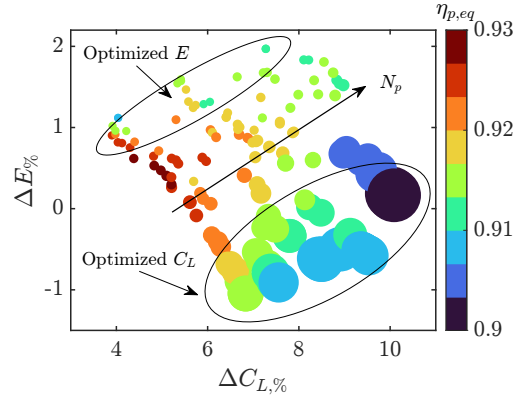 η_{p,eq}
2
1
0
-1
ΔE_%
Optimized E
N_p
Optimized C_L
0.93
0.92
0.91
0.9
4
6
8
10
ΔC_{L,%}